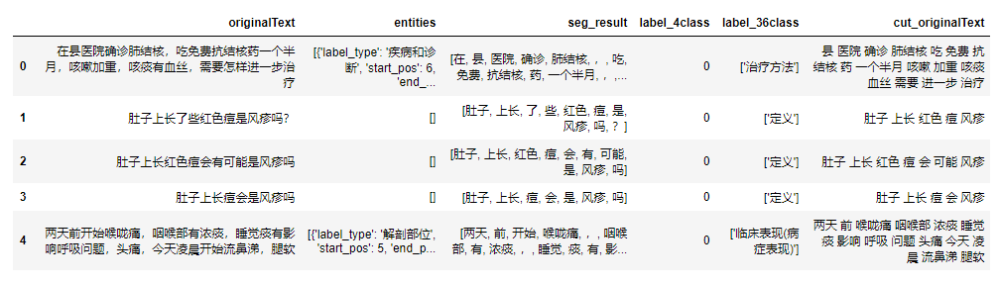 originalText entities seg_result label_4class label_36class cut_originalText
0 在县医院确诊肺结核，吃免费抗结核药一个半月，咳嗽加重，咳痰有血丝，需要怎样进一步治疗 [{'label_type': '疾病和诊断', 'start_pos': 6, 'end_... [在, 县, 医院, 确诊, 肺结核, ，, 吃, 免费, 抗结核, 药, 一个半月, ，,... 0 ['治疗方法'] 县 医院 确诊 肺结核 吃 免费 抗结核 药 一个半月 咳嗽 加重 咳痰 血丝 需要 进一步 治疗
1 肚子上长了些红色痘是风疹吗? [] [肚子, 上长, 了, 些, 红色, 痘, 是, 风疹, 吗, ? ] 0 ['定义'] 肚子 上长 红色 痘 风疹
2 肚子上长红色痘会有可能是风疹吗 [] [肚子, 上长, 红色, 痘, 会, 有, 可能, 是, 风疹, 吗] 0 ['定义'] 肚子 上长 红色 痘 会 可能 风疹
3 肚子上长痘会是风疹吗 [] [肚子, 上长, 痘, 会, 是, 风疹, 吗] 0 ['定义'] 肚子 上长 痘 会 风疹
4 两天前开始喉咙痛，咽喉部有浓痰，睡觉痰有影响呼吸问题，头痛，今天凌晨开始流鼻涕，腿软 [{'label_type': '解剖部位', 'start_pos': 5, 'end_p... [两天, 前, 开始, 喉咙痛, ，, 咽喉部, 有, 浓痰, ，, 睡觉, 痰, 有, 影... 0 ['临床表现(病症表现)'] 两天 前 喉咙痛 咽喉部 浓痰 睡觉 痰 影响 呼吸 问题 头痛 今天 凌晨 流鼻涕 腿软